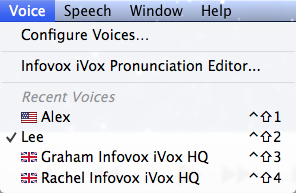 Voice Speech Window Help
Configure Voices...
Infovox iVox Pronunciation Editor...
Recent Voices
Alex ^⇧1
✓ Lee ^⇧2
Graham Infovox iVox HQ ^⇧3
Rachel Infovox iVox HQ ^⇧4